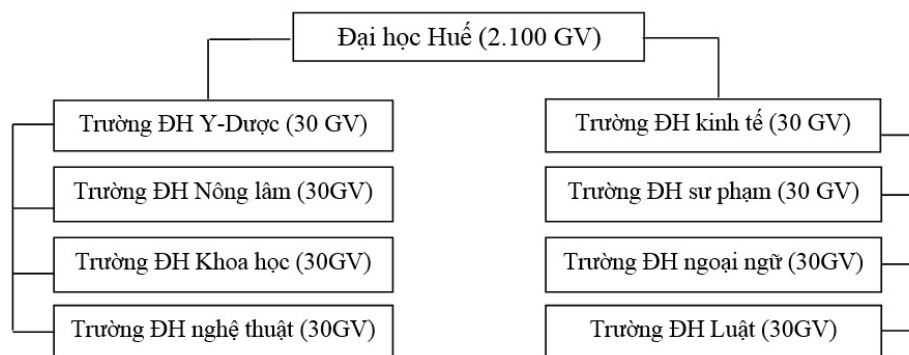 Đại học Huế (2.100 GV)
Trường ĐH Y-Dược (30 GV)
Trường ĐH Nông lâm (30GV)
Trường ĐH Khoa học (30GV)
Trường ĐH nghệ thuật (30GV)
Trường ĐH kinh tế (30 GV)
Trường ĐH sư phạm (30 GV)
Trường ĐH ngoại ngữ (30GV)
Trường ĐH Luật (30GV)